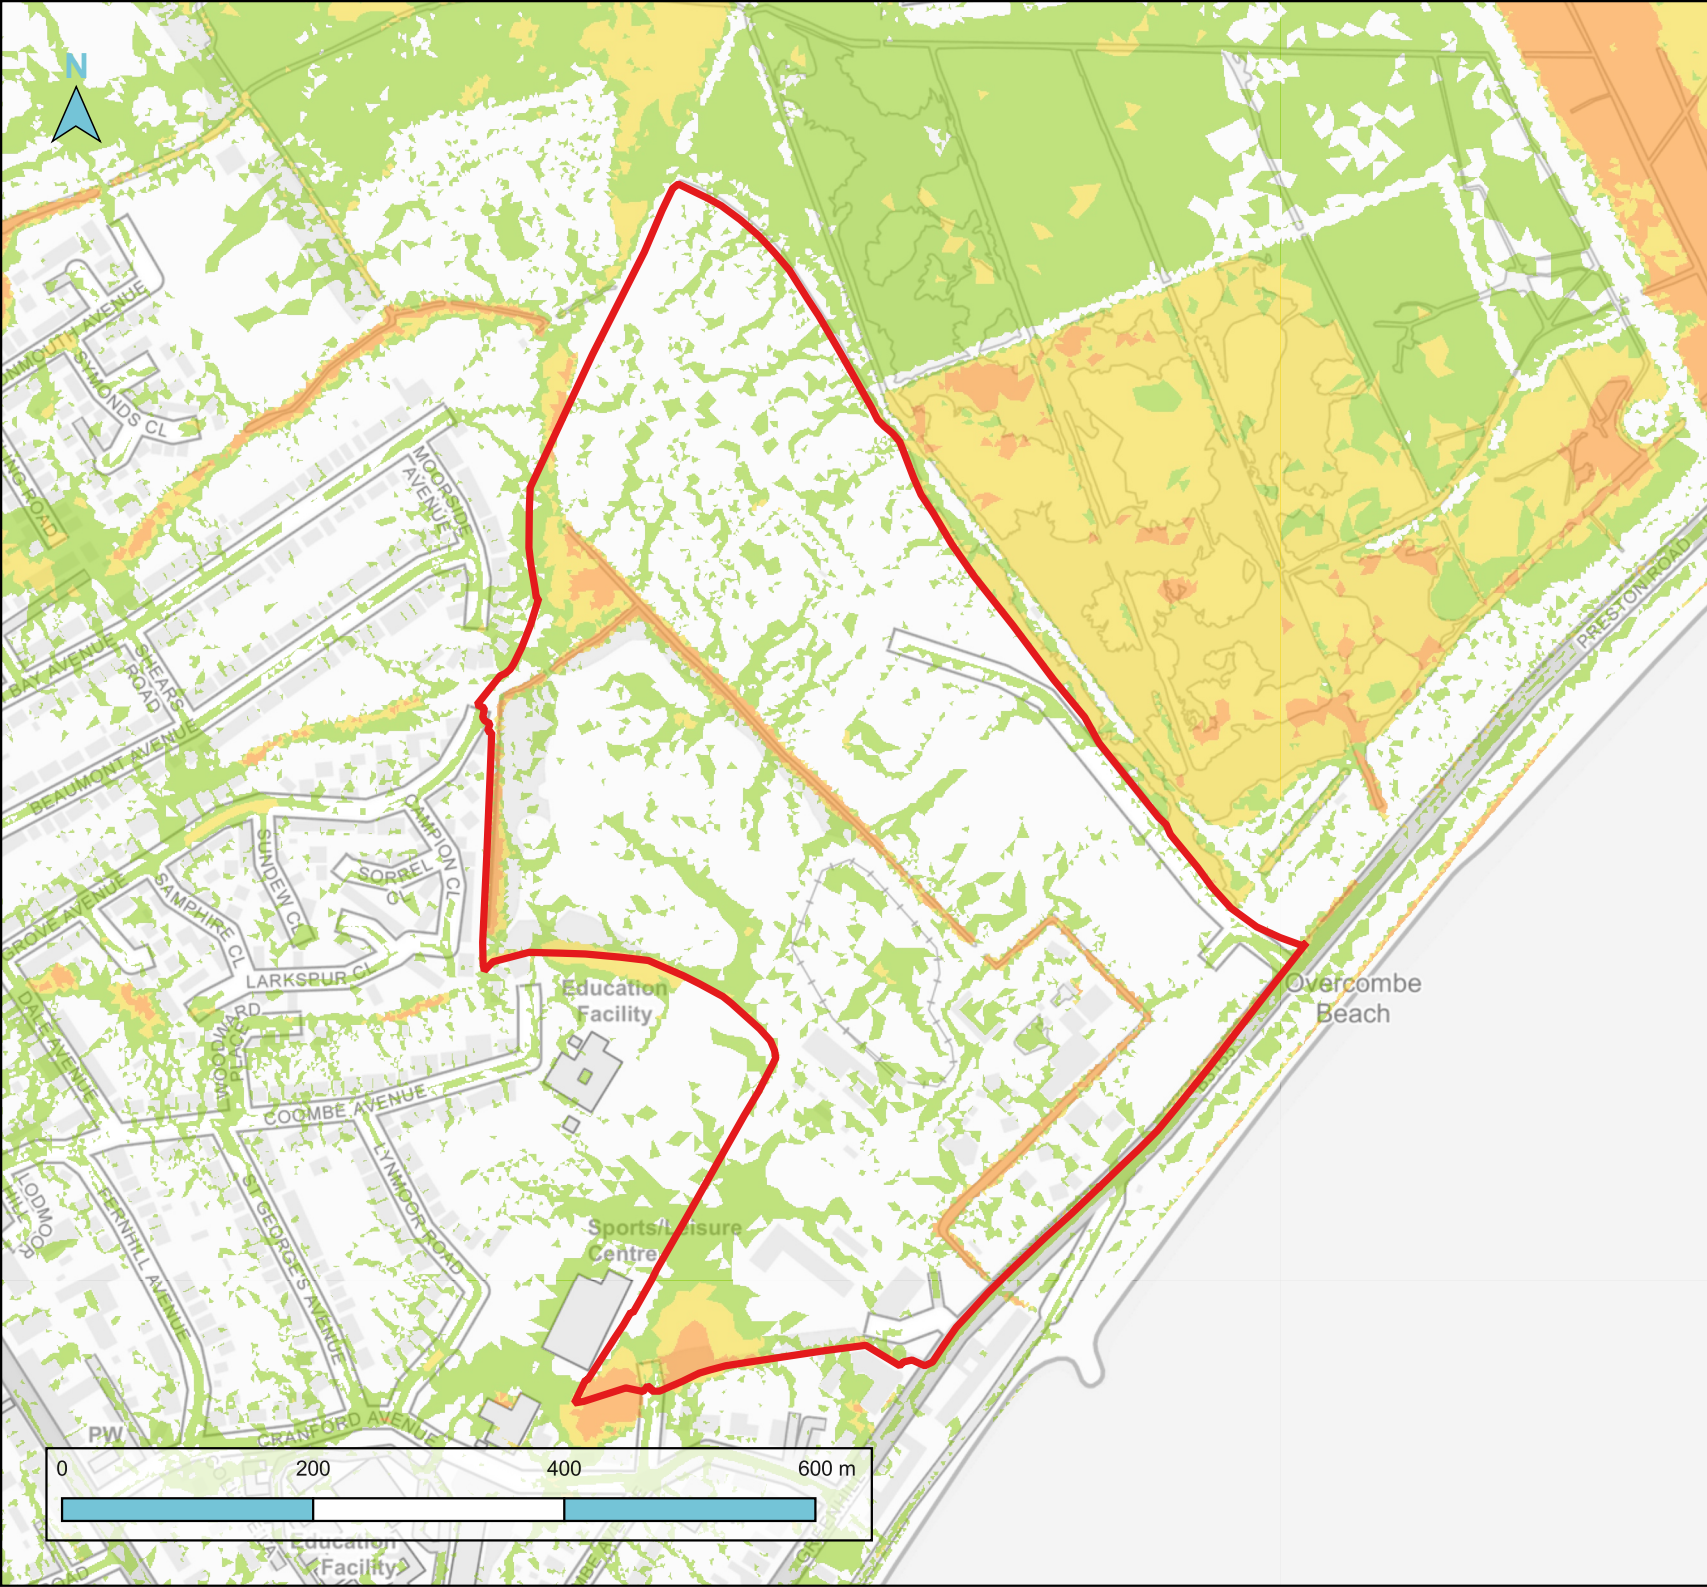 N
SYMONDS CL
MOORSIDE
AVENUE
PRESTON ROAD
BAY AVENUE
SHEARS
ROAD
BEAUMONT AVENUE
CAMPION CL
SUNDEW CL
SORREL
CL
SAMPHIRE CL
GROVE AVENUE
LARKSPUR CL
DALE AVENUE
WOODWARD
PLACE
Education
Facility
Overcombe
Beach
COOMBE AVENUE
LYNMOOR ROAD
FERNHILL AVENUE
ST GEORGE'S AVENUE
Sports/Leisure
Centre
PW
CRANFORD AVENUE
0 200 400 600 m
Education
Facility